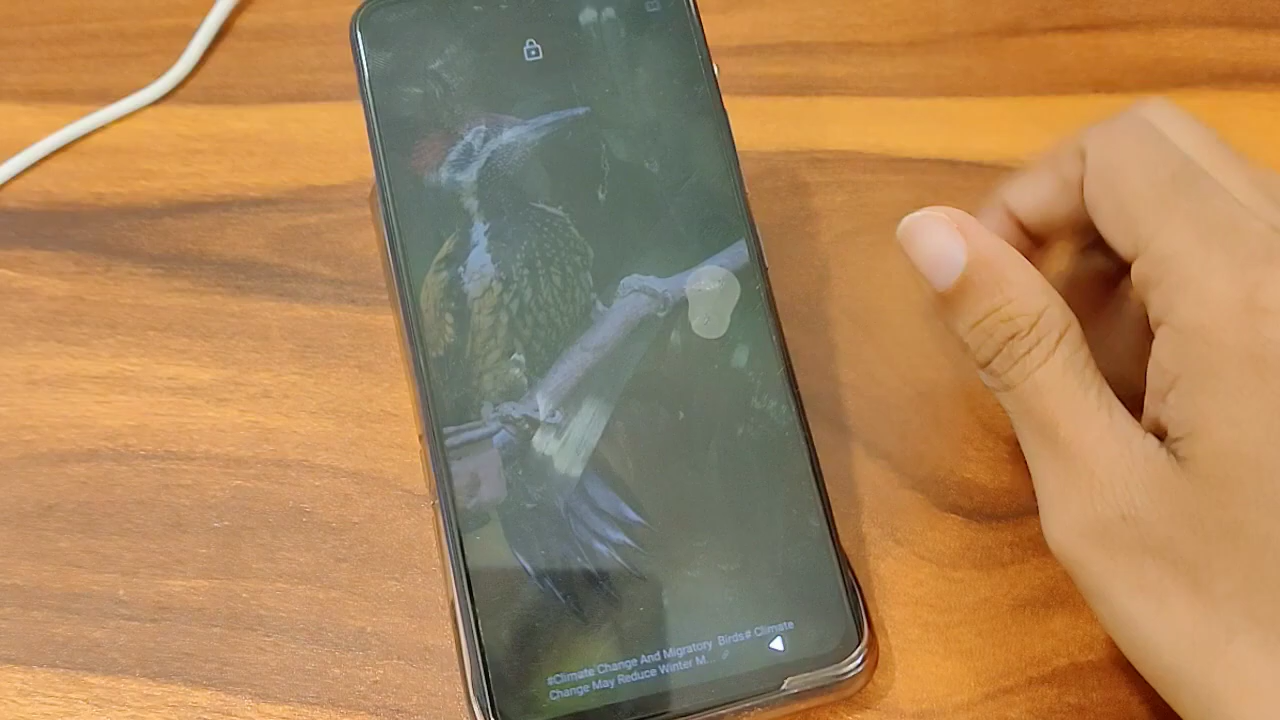 #Climate Change And Migratory Birds# Climate
Change May Reduce Winter M...